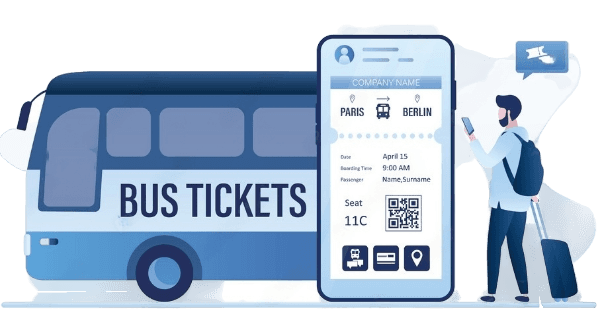 BUS TICKETS
COMPANY NAME
PARIS BERLIN
Date April 15
Boarding Time 9:00 AM
Passenger Name,Surname
Seat
11C